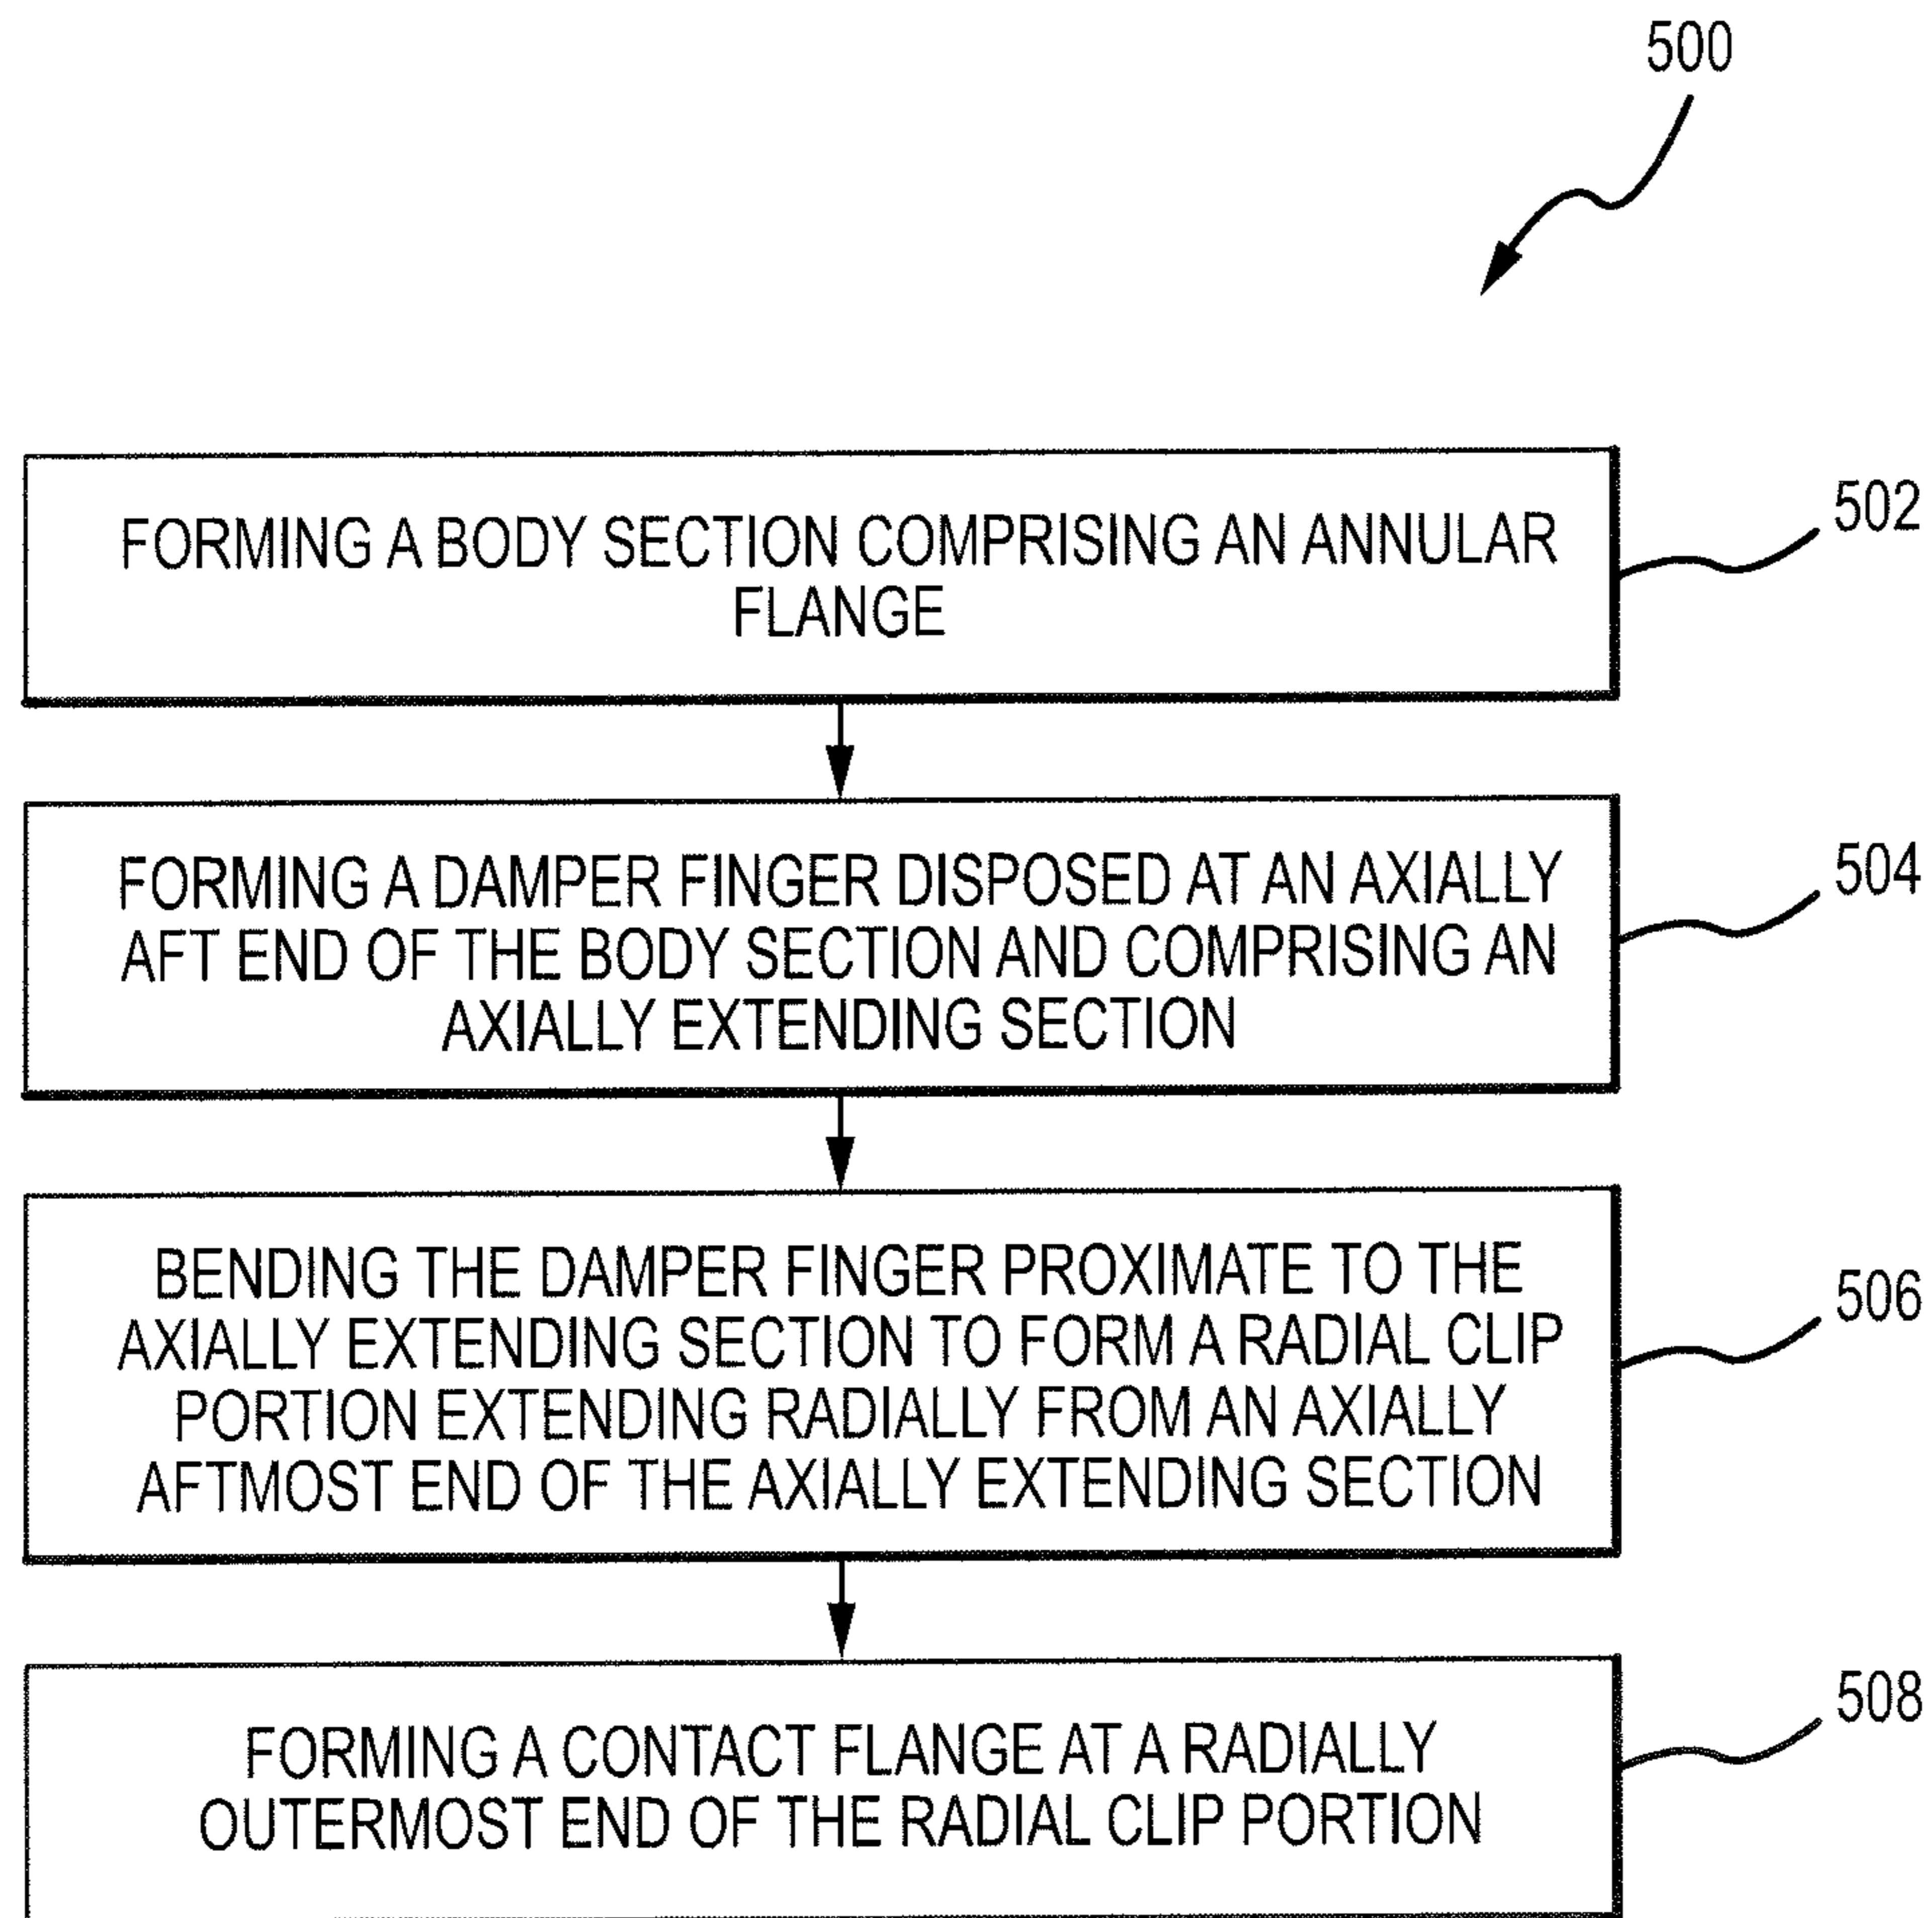 500
FORMING A BODY SECTION COMPRISING AN ANNULAR
FLANGE
502
FORMING A DAMPER FINGER DISPOSED AT AN AXIALLY
AFT END OF THE BODY SECTION AND COMPRISING AN
AXIALLY EXTENDING SECTION
504
BENDING THE DAMPER FINGER PROXIMATE TO THE
AXIALLY EXTENDING SECTION TO FORM A RADIAL CLIP
PORTION EXTENDING RADIALLY FROM AN AXIALLY
AFTMOST END OF THE AXIALLY EXTENDING SECTION
506
FORMING A CONTACT FLANGE AT A RADIALLY
OUTERMOST END OF THE RADIAL CLIP PORTION
508